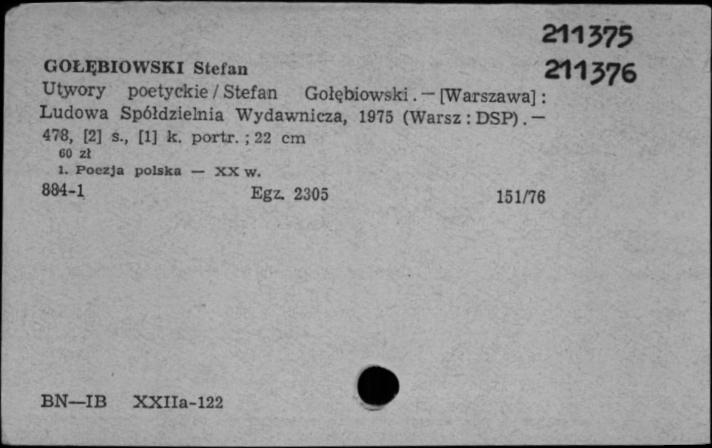 211375
GOŁĘBIOWSKI Stefan
211376
Utwory poetyckie / Stefan Gołębiowski. — [Warszawa] :
Ludowa Spółdzielnia Wydawnicza, 1975 (Warsz : DSP). —
478, [2] s., [1] k. portr. ; 22 cm
60 zł
1. Poezja polska — XX w.
884-1 Egz. 2305 151/76
BN—IB XXIIa-122